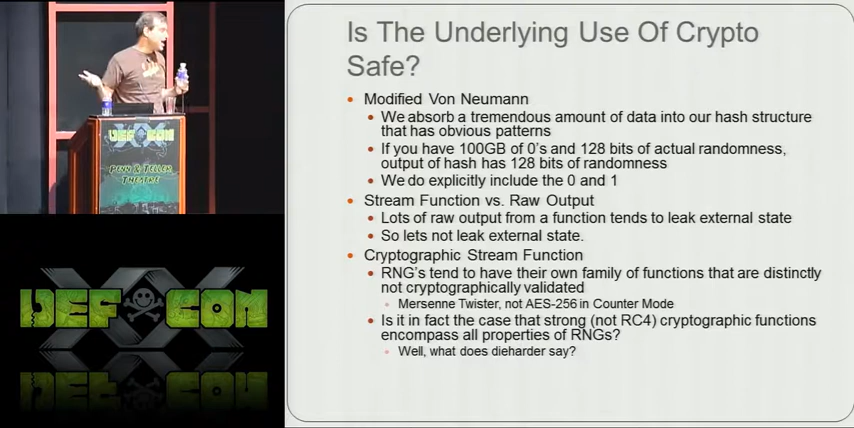 DEF CON
PENN & TELLER
THEATRE
DEF CON
XX
Is The Underlying Use Of Crypto
Safe?
Modified Von Neumann
We absorb a tremendous amount of data into our hash structure
that has obvious patterns
If you have 100GB of 0's and 128 bits of actual randomness,
output of hash has 128 bits of randomness
We do explicitly include the 0 and 1
Stream Function vs. Raw Output
Lots of raw output from a function tends to leak external state
So lets not leak external state.
Cryptographic Stream Function
RNG's tend to have their own family of functions that are distinctly
not cryptographically validated
Mersenne Twister, not AES-256 in Counter Mode
Is it in fact the case that strong (not RC4) cryptographic functions
encompass all properties of RNGs?
Well, what does dieharder say?